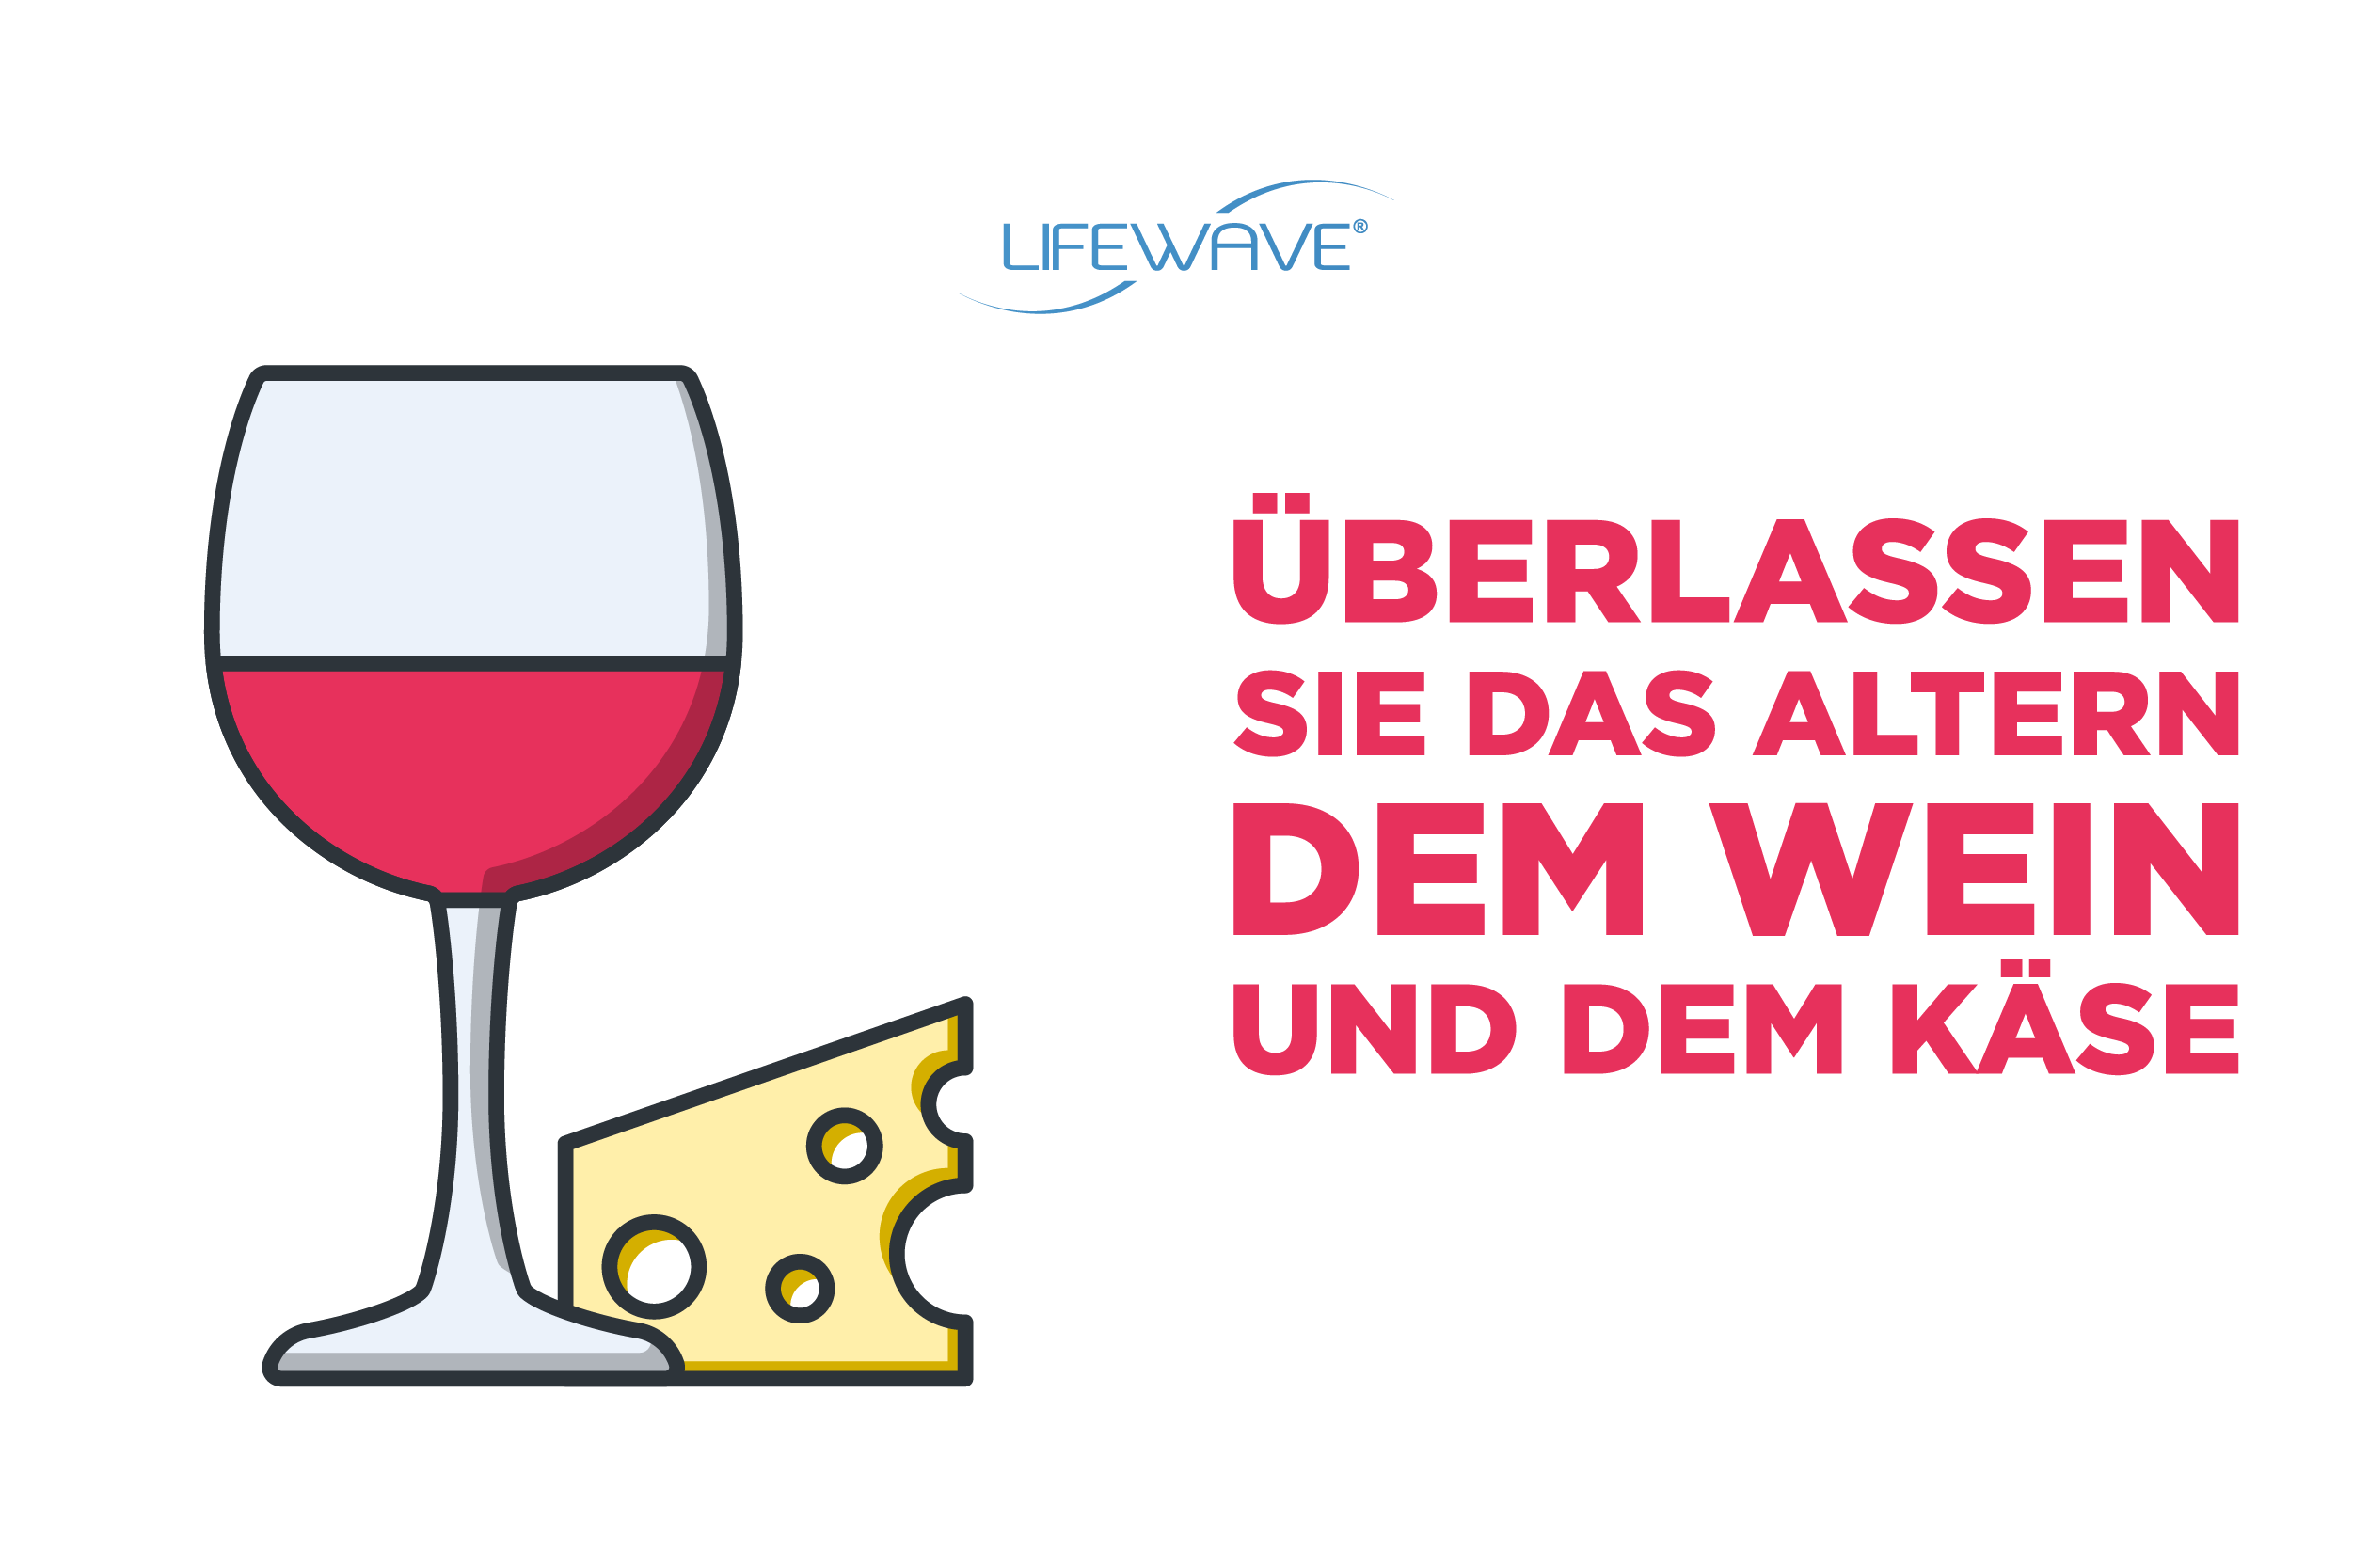 LIFEWAVE®
ÜBERLASSEN
SIE DAS ALTERN
DEM WEIN
UND DEM KÄSE